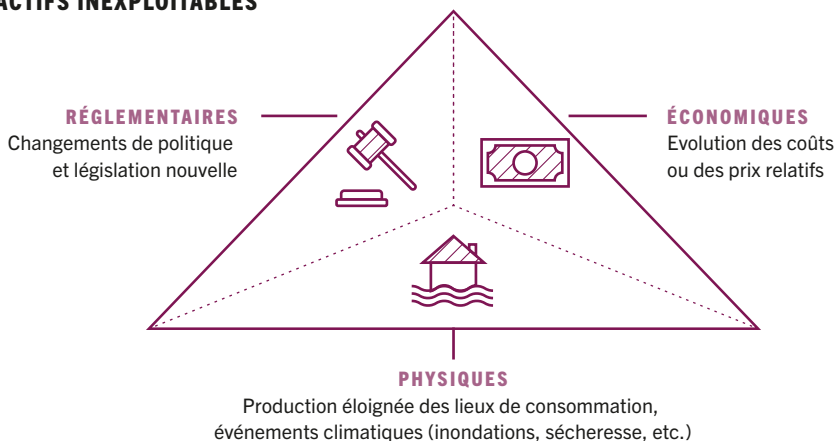 ACTIFS INEXPLOITABLES
RÉGLEMENTAIRES
Changements de politique
et législation nouvelle
ÉCONOMIQUES
Evolution des coûts
ou des prix relatifs
PHYSIQUES
Production éloignée des lieux de consommation,
événements climatiques (inondations, sécheresse, etc.)